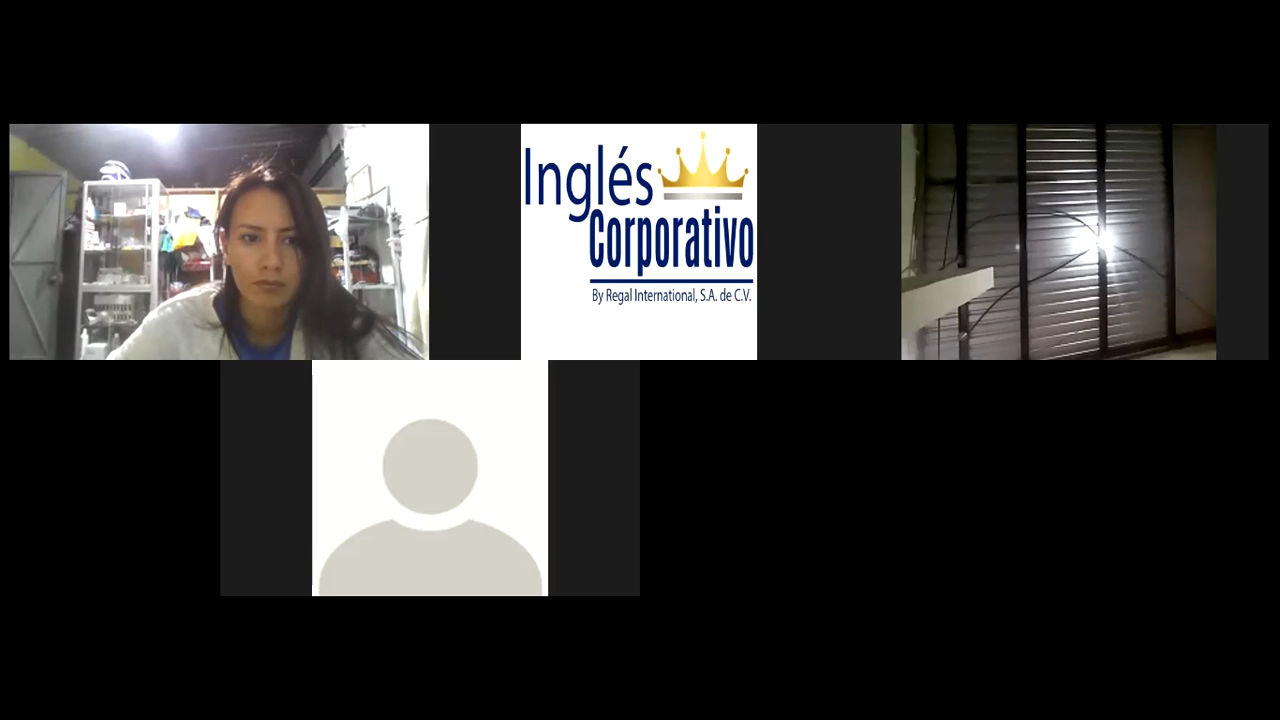 Inglés
Corporativo
By Regal International, S.A. de C.V.